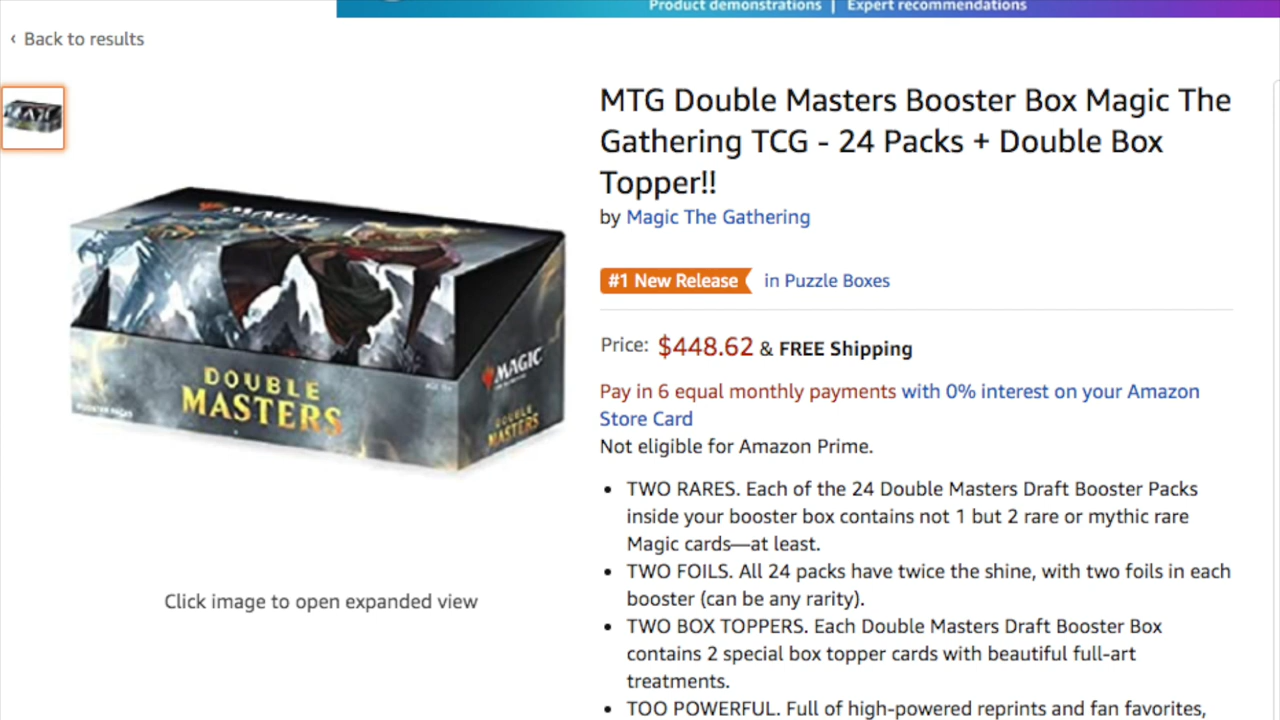 Product demonstrations | Expert recommendations
‹ Back to results
MTG Double Masters Booster Box Magic The
Gathering TCG - 24 Packs + Double Box
Topper!!
by Magic The Gathering
#1 New Release in Puzzle Boxes
Price: $448.62 & FREE Shipping
Pay in 6 equal monthly payments with 0% interest on your Amazon
Store Card
Not eligible for Amazon Prime.
• TWO RARES. Each of the 24 Double Masters Draft Booster Packs
inside your booster box contains not 1 but 2 rare or mythic rare
Magic cards—at least.
• TWO FOILS. All 24 packs have twice the shine, with two foils in each
booster (can be any rarity).
• TWO BOX TOPPERS. Each Double Masters Draft Booster Box
contains 2 special box topper cards with beautiful full-art
treatments.
• TOO POWERFUL. Full of high-powered reprints and fan favorites,
MAGIC
DOUBLE
MASTERS
BOOSTER PACKS
MAGIC
DOUBLE
MASTERS
Click image to open expanded view